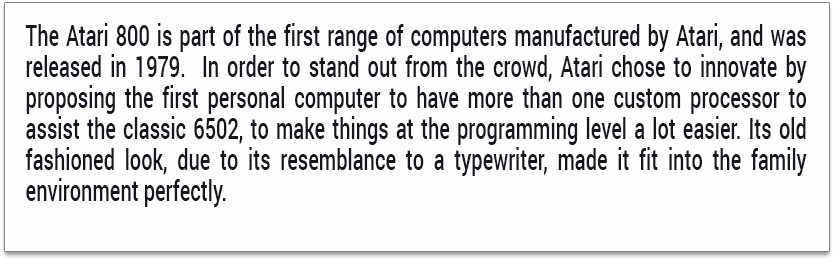 The Atari 800 is part of the first range of computers manufactured by Atari, and was
released in 1979.  In order to stand out from the crowd, Atari chose to innovate by
proposing the first personal computer to have more than one custom processor to
assist the classic 6502, to make things at the programming level a lot easier. Its old
fashioned look, due to its resemblance to a typewriter, made it fit into the family
environment perfectly.